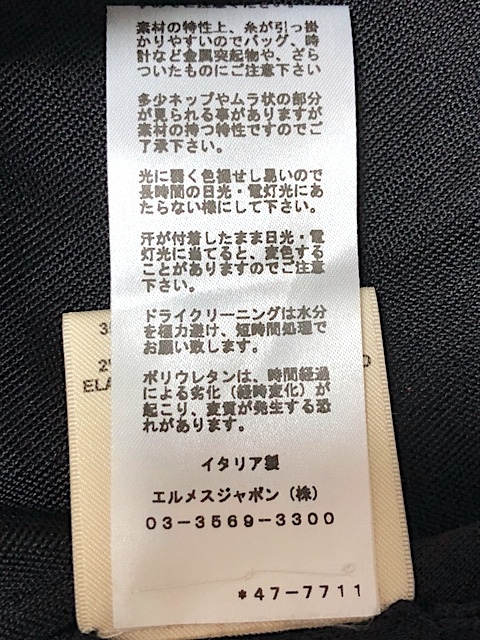 素材の特性上、糸が引っ掛
かりやすいのでバッグ、時
計など金属突起物や、ざら
ついたものにご注意下さい
多少ネップやムラ状の部分
が見られる事がありますが
素材の持つ特性ですのでご
了承下さい。
光に弱く色褪せし易いので
長時間の日光・電灯光にあ
たらない様にして下さい。
汗が付着したまま日光・電
灯光に当てると、変色する
ことがありますのでご注意
下さい。
ドライクリーニングは水分
を極力避け、短時間処理で
お願い致します。
ポリウレタンは、時間経過
による劣化（経時変化）が
起こり、変質が発生する恐
れがあります。
イタリア製
エルメスジャポン（株）
03-3569-3300
*47-7711